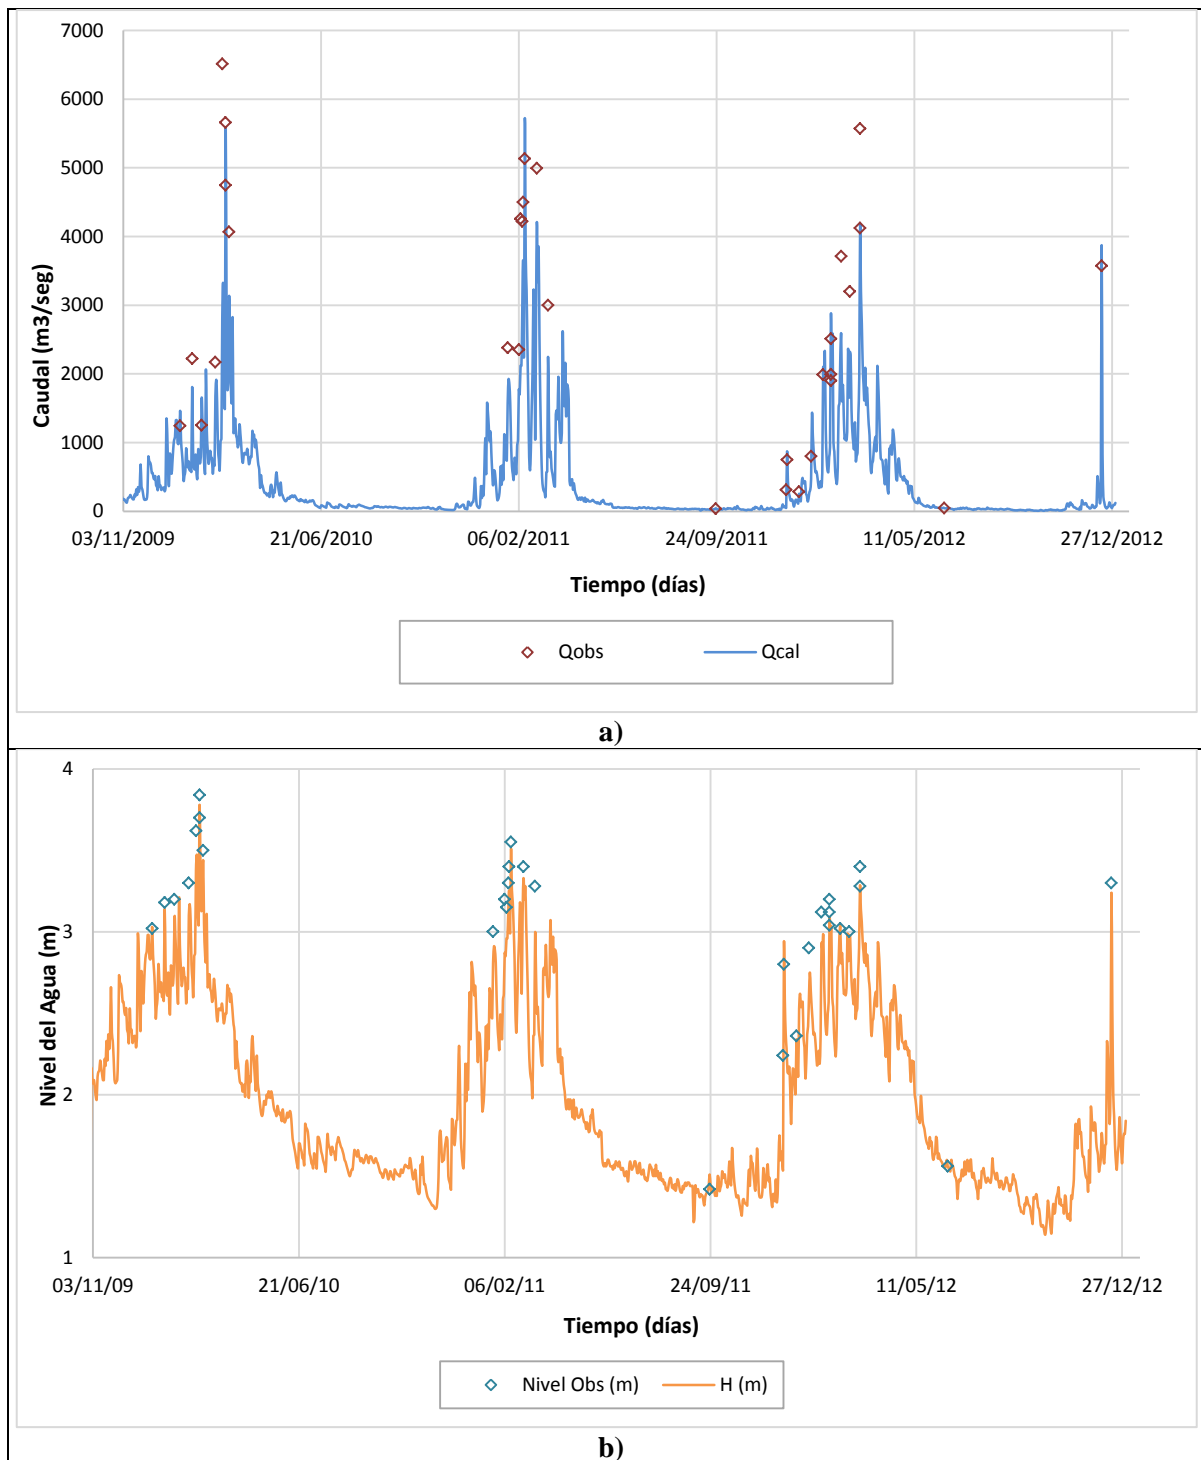 7000
6000
5000
4000
3000
2000
1000
0
Caudal (m3/seg)
03/11/2009 21/06/2010 06/02/2011 24/09/2011 11/05/2012 27/12/2012
Tiempo (días)
Qobs Qcal
a)
4
3
2
1
Nivel del Agua (m)
03/11/09 21/06/10 06/02/11 24/09/11 11/05/12 27/12/12
Tiempo (días)
Nivel Obs (m) H (m)
b)